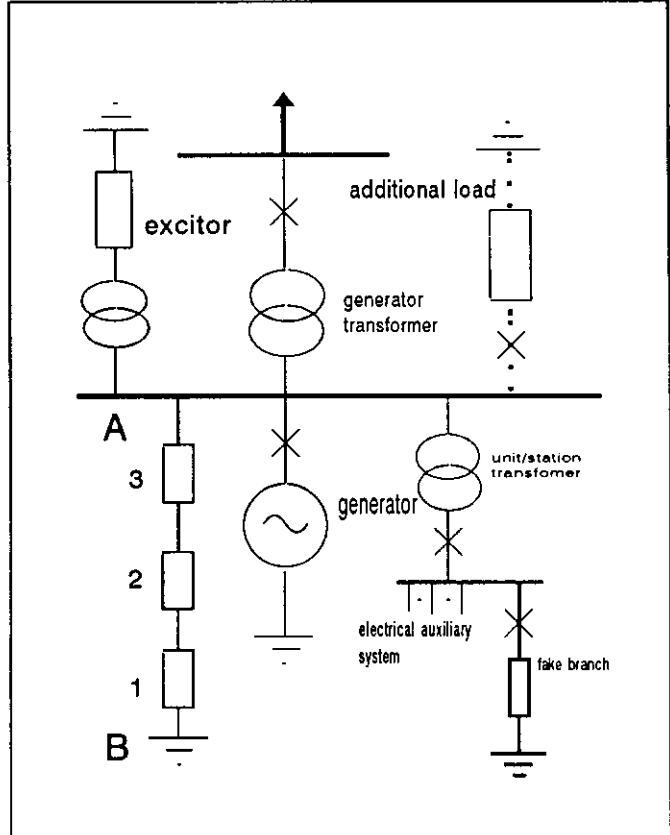 additional load
excitor
generator
transformer
A
3
unit/station
transfomer
generator
2
electrical auxiliary
system
fake branch
1
B